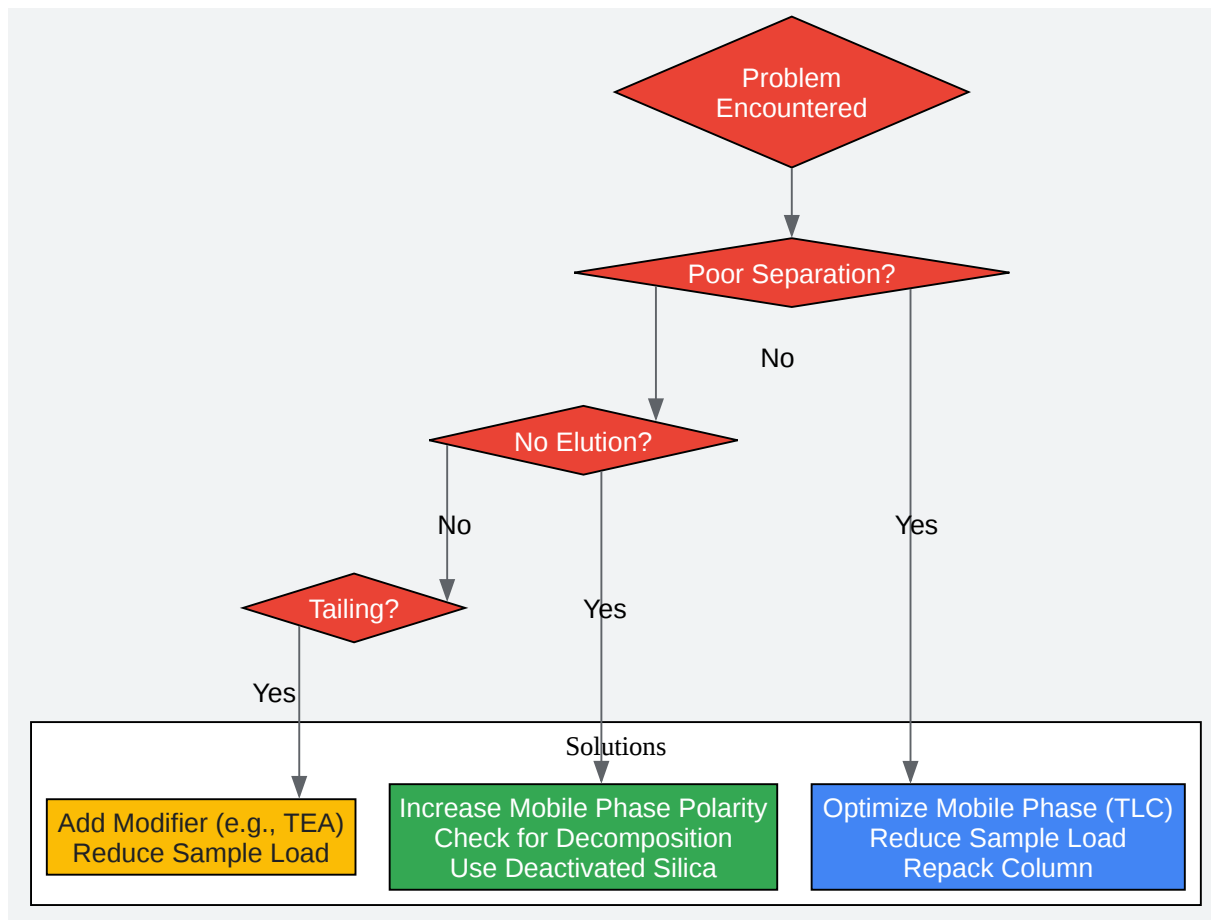 Problem
Encountered
Poor Separation?
No
No Elution?
No
Yes
Tailing?
Yes
Yes
Solutions
Add Modifier (e.g., TEA)
Reduce Sample Load
Increase Mobile Phase Polarity
Check for Decomposition
Use Deactivated Silica
Optimize Mobile Phase (TLC)
Reduce Sample Load
Repack Column